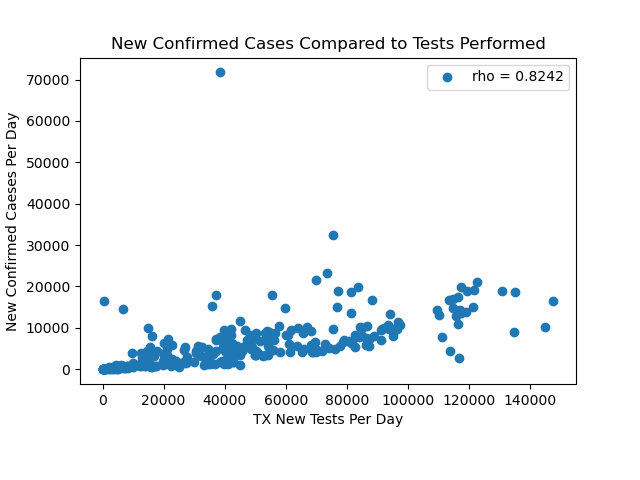 New Confirmed Cases Compared to Tests Performed
rho = 0.8242
New Confirmed Caeses Per Day
70000
60000
50000
40000
30000
20000
10000
0
0 20000 40000 60000 80000 100000 120000 140000
TX New Tests Per Day